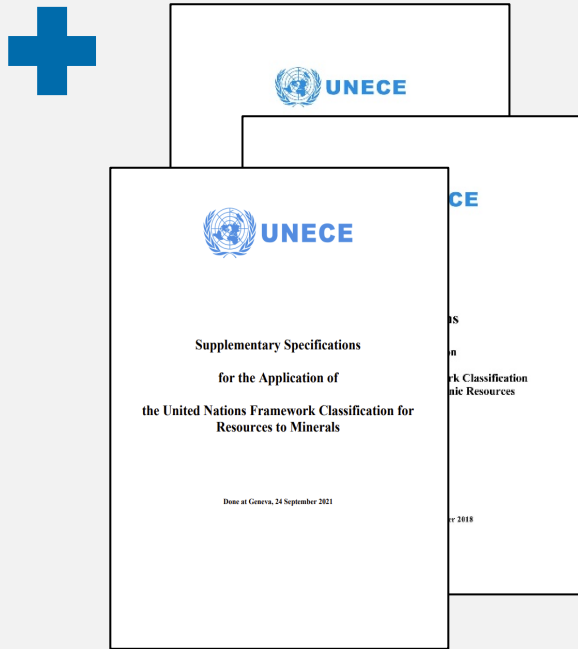 UNECE
CE
UNECE
Supplementary Specifications
for the Application of
the United Nations Framework Classification for
Resources to Minerals
Done at Geneva, 24 September 2021
rk Classification
nic Resources
2018